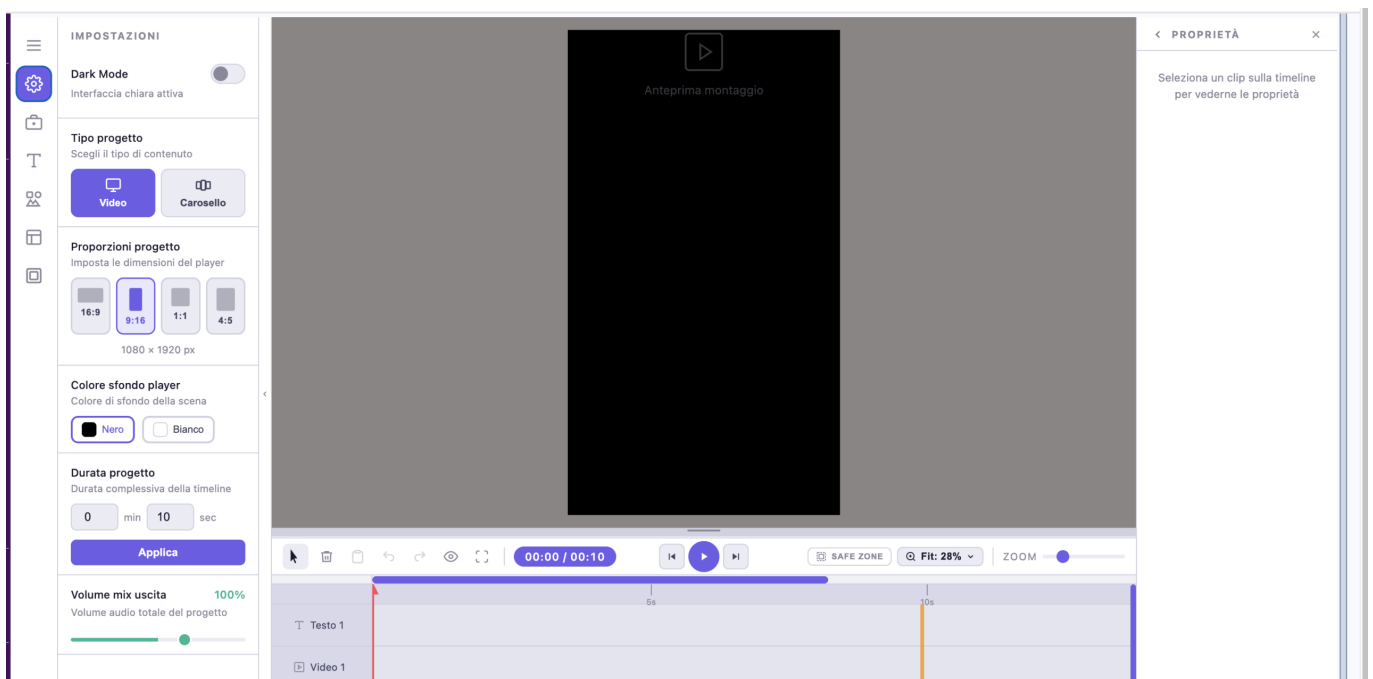 IMPOSTAZIONI
Dark Mode
Interfaccia chiara attiva
Tipo progetto
Scegli il tipo di contenuto
Video
Carosello
Proporzioni progetto
Imposta le dimensioni del player
16:9
9:16
1:1
4:5
1080 × 1920 px
Colore sfondo player
Colore di sfondo della scena
Nero
Bianco
Durata progetto
Durata complessiva della timeline
0 min 10 sec
Applica
Volume mix uscita 100%
Volume audio totale del progetto
Anteprima montaggio
00:00 / 00:10
SAFE ZONE
Fit: 28%
ZOOM
5s
10s
T Testo 1
Video 1
PROPRIETÀ
Seleziona un clip sulla timeline
per vederne le proprietà